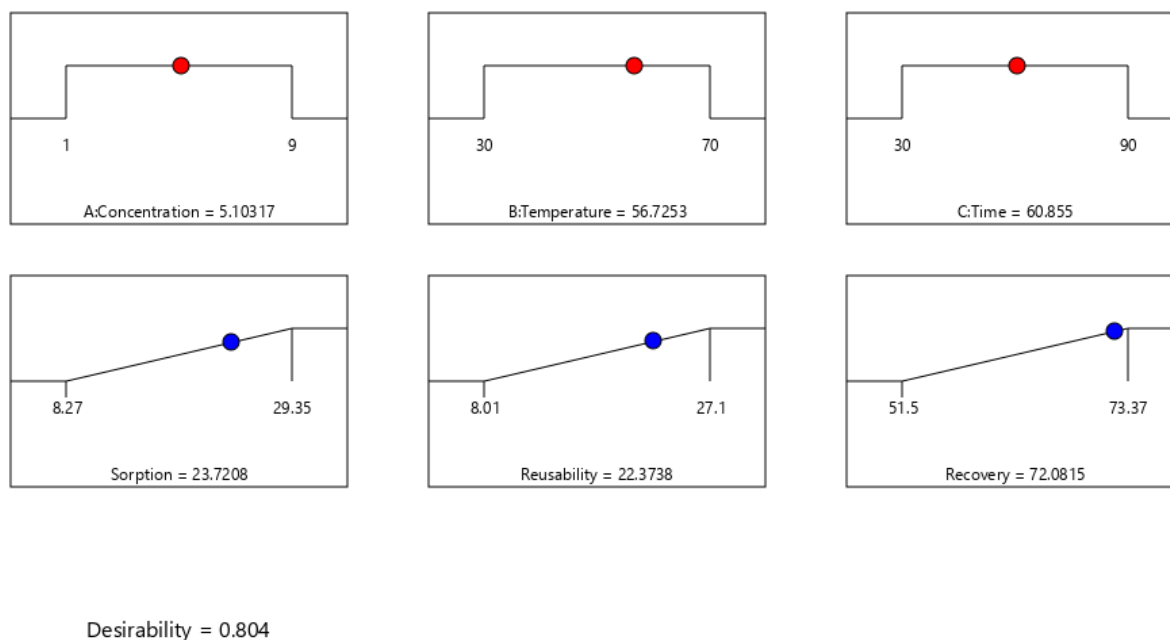 1 9
A:Concentration = 5.10317
30 70
B:Temperature = 56.7253
30 90
C:Time = 60.855
8.27 29.35
Sorption = 23.7208
8.01 27.1
Reusability = 22.3738
51.5 73.37
Recovery = 72.0815
Desirability = 0.804